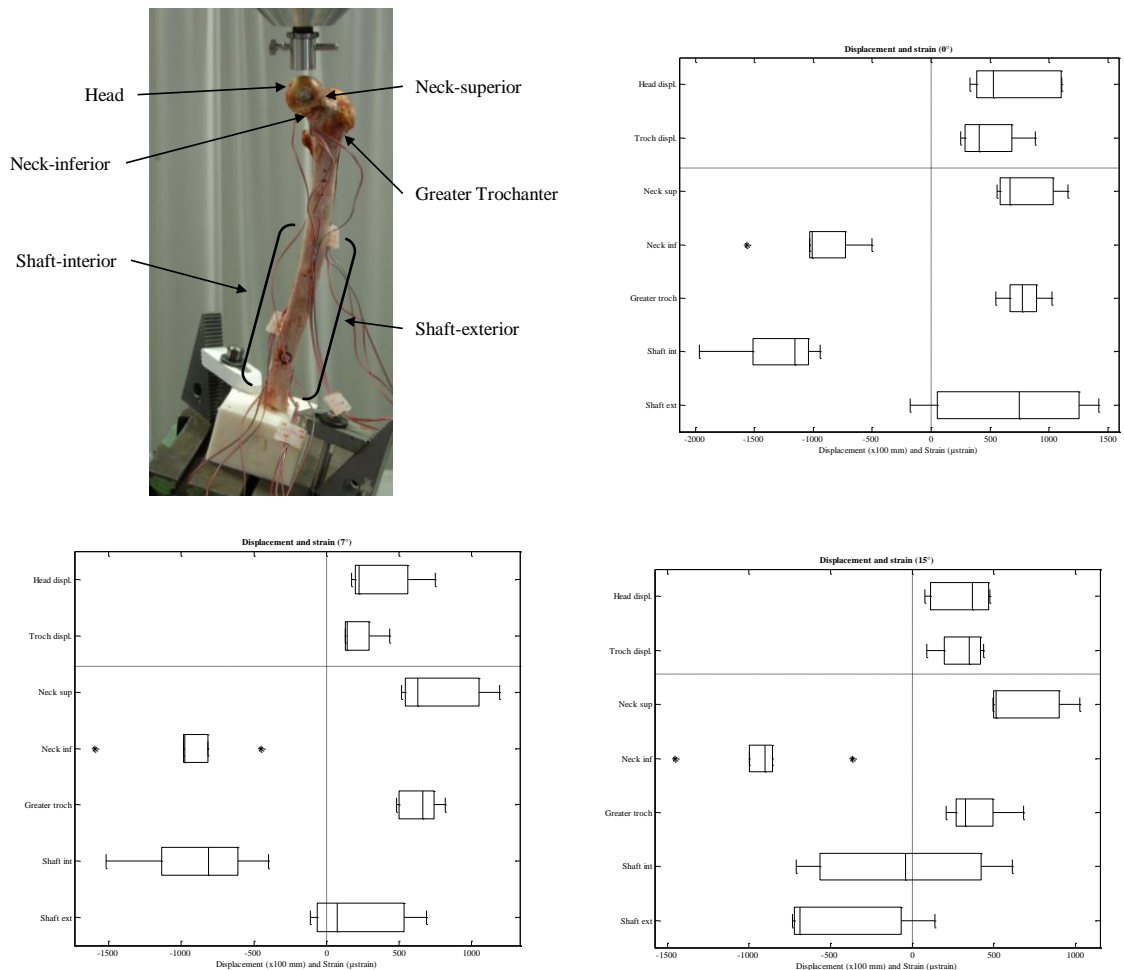 Head
Neck-superior
Neck-inferior
Greater Trochanter
Shaft-interior
Shaft-exterior
Displacement and strain (0°)
Head displ.
Troch displ.
Neck sup
Neck inf
Greater troch
Shaft int
Shaft ext
-2000 -1500 -1000 -500 0 500 1000 1500
Displacement (x100 mm) and Strain (µstrain)
Displacement and strain (7°)
Head displ.
Troch displ.
Neck sup
Neck inf
Greater troch
Shaft int
Shaft ext
-1500 -1000 -500 0 500 1000
Displacement (x100 mm) and Strain (µstrain)
Displacement and strain (15°)
Head displ.
Troch displ.
Neck sup
Neck inf
Greater troch
Shaft int
Shaft ext
-1500 -1000 -500 0 500 1000
Displacement (x100 mm) and Strain (µstrain)